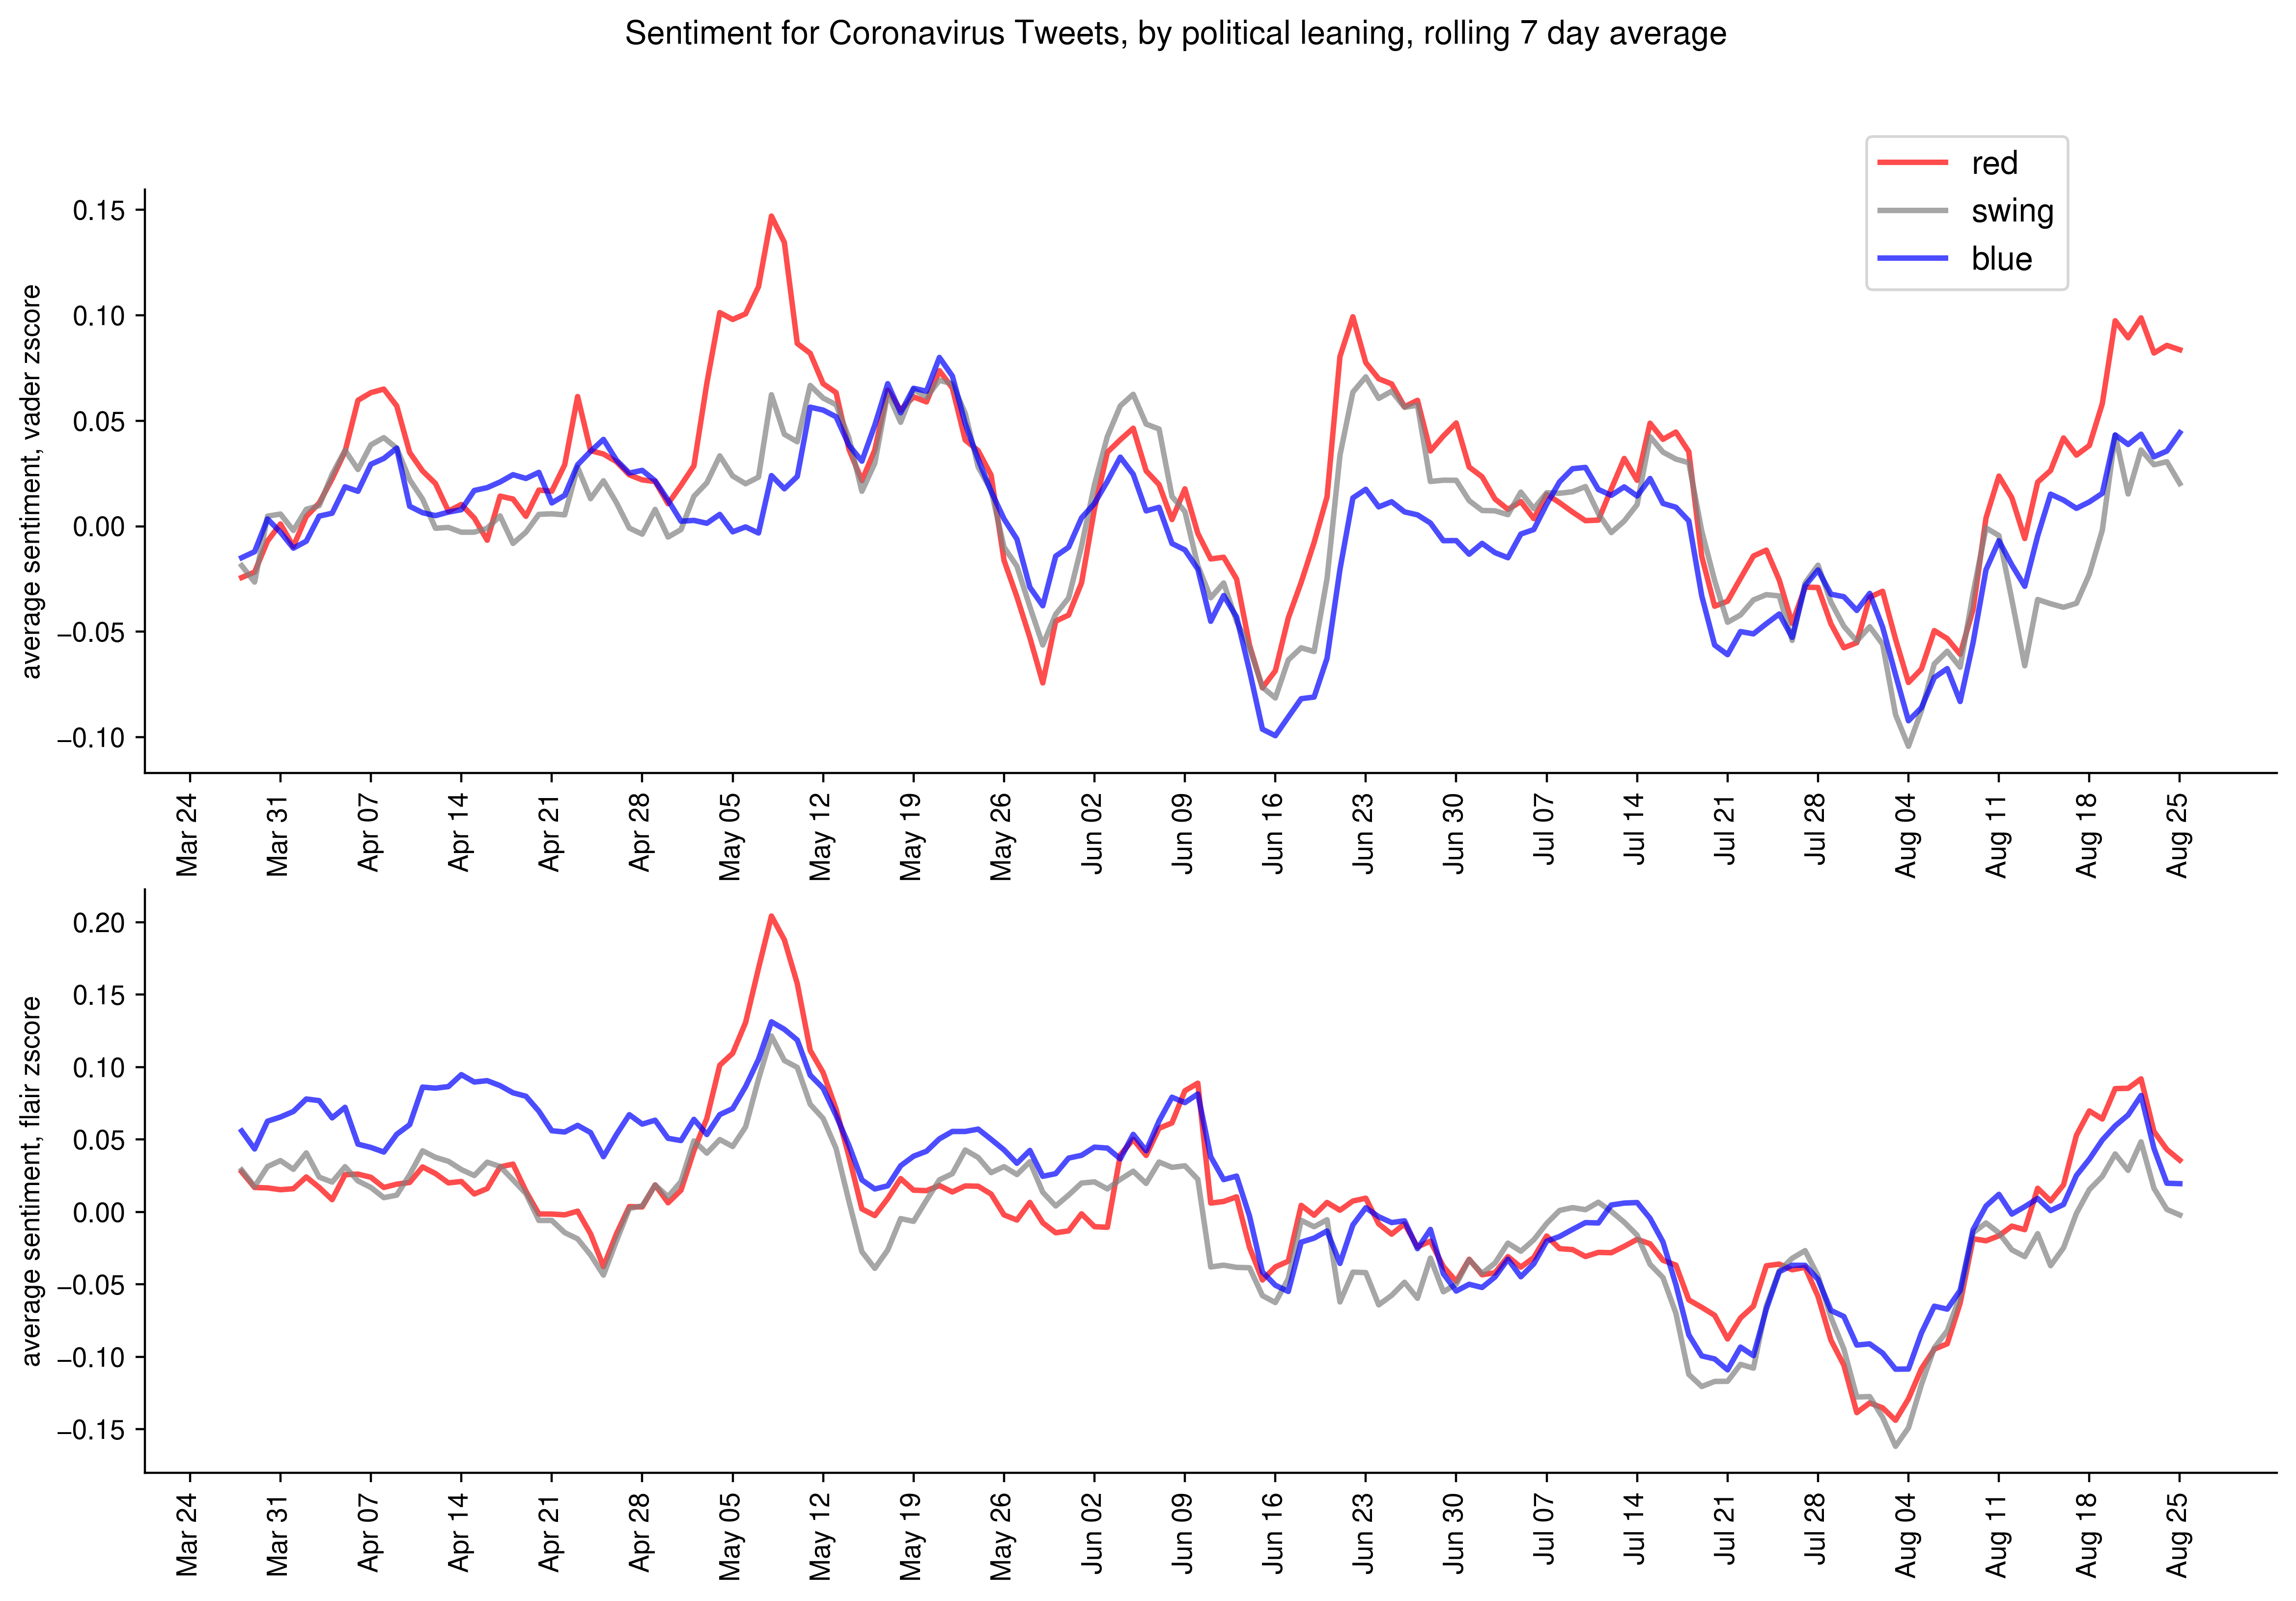 Sentiment for Coronavirus Tweets, by political leaning, rolling 7 day average
red
swing
blue
average sentiment, vader zscore
0.15
0.10
0.05
0.00
−0.05
−0.10
Mar 24
Mar 31
Apr 07
Apr 14
Apr 21
Apr 28
May 05
May 12
May 19
May 26
Jun 02
Jun 09
Jun 16
Jun 23
Jun 30
Jul 07
Jul 14
Jul 21
Jul 28
Aug 04
Aug 11
Aug 18
Aug 25
average sentiment, flair zscore
0.20
0.15
0.10
0.05
0.00
−0.05
−0.10
−0.15
Mar 24
Mar 31
Apr 07
Apr 14
Apr 21
Apr 28
May 05
May 12
May 19
May 26
Jun 02
Jun 09
Jun 16
Jun 23
Jun 30
Jul 07
Jul 14
Jul 21
Jul 28
Aug 04
Aug 11
Aug 18
Aug 25